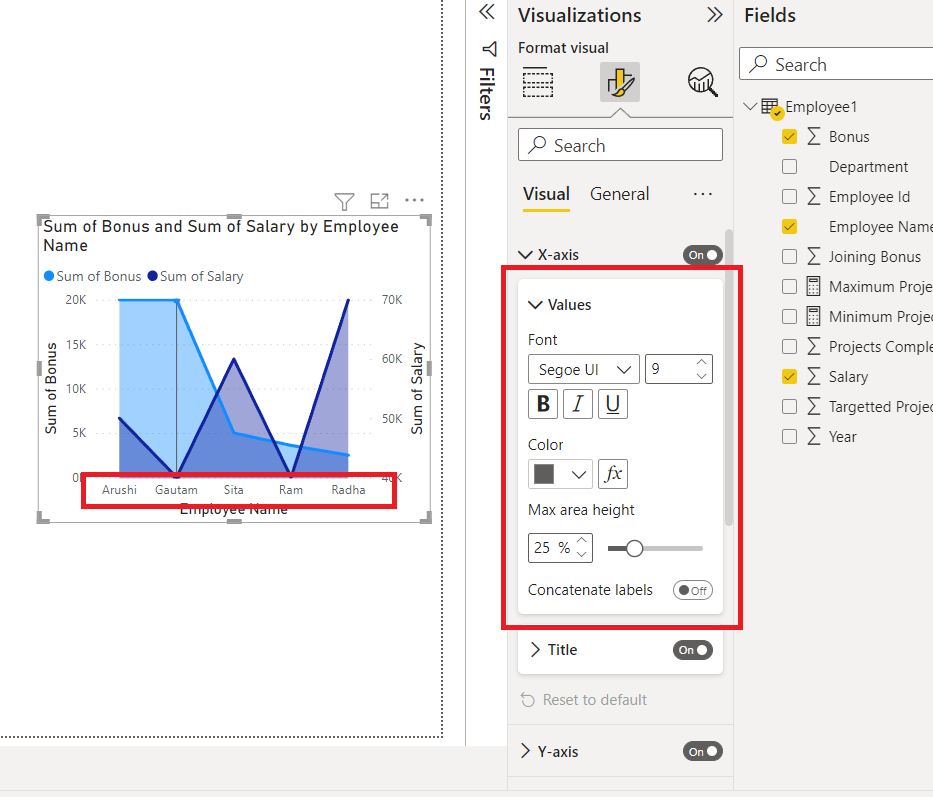 Visualizations
Fields
Format visual
Filters
Search
Search
Employee1
Bonus
Department
Employee Id
Employee Name
Joining Bonus
Maximum Proje
Minimum Projec
Projects Comple
Salary
Targetted Projec
Year
Visual General ...
X-axis On
Values
Font
Segoe UI 9
B I U
Color
fx
Max area height
25 %
Concatenate labels Off
Title On
Reset to default
Y-axis On
Sum of Bonus and Sum of Salary by Employee
Name
Sum of Bonus Sum of Salary
20K 70K
15K
60K
10K
50K
5K
0K 40K
Sum of Bonus
Sum of Salary
Arushi Gautam Sita Ram Radha
Employee Name